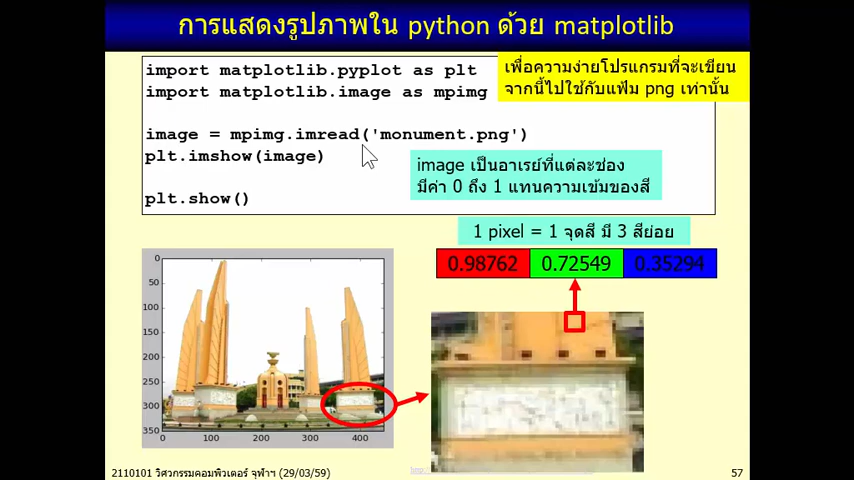 การแสดงรูปภาพใน python ด้วย matplotlib
import matplotlib.pyplot as plt
import matplotlib.image as mpimg
เพื่อความง่ายโปรแกรมที่จะเขียน
จากนี้ไปใช้กับแฟ้ม png เท่านั้น
image = mpimg.imread('monument.png')
plt.imshow(image)
plt.show()
image เป็นอาเรย์ที่แต่ละช่อง
มีค่า 0 ถึง 1 แทนความเข้มของสี
1 pixel = 1 จุดสี มี 3 สีย่อย
0.98762 0.72549 0.35294
0
50
100
150
200
250
300
350
0 100 200 300 400
2110101 วิศวกรรมคอมพิวเตอร์ จุฬาฯ (29/03/59)
57